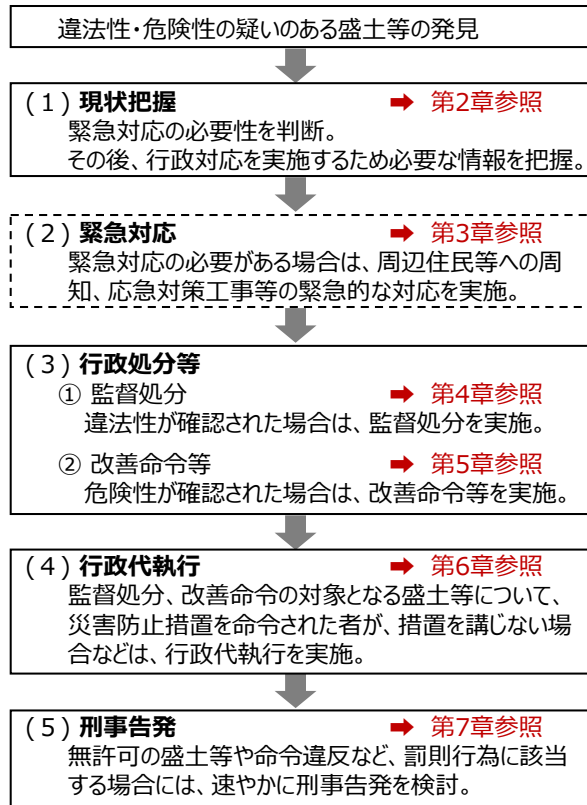 違法性・危険性の疑いのある盛土等の発見
(1)現状把握 ➡ 第2章参照
緊急対応の必要性を判断。
その後、行政対応を実施するため必要な情報を把握。
(2)緊急対応 ➡ 第3章参照
緊急対応の必要がある場合は、周辺住民等への周
知、応急対策工事等の緊急的な対応を実施。
(3)行政処分等
① 監督処分 ➡ 第4章参照
違法性が確認された場合は、監督処分を実施。
② 改善命令等 ➡ 第5章参照
危険性が確認された場合は、改善命令等を実施。
(4)行政代執行 ➡ 第6章参照
監督処分、改善命令の対象となる盛土等について、
災害防止措置を命令された者が、措置を講じない場
合などは、行政代執行を実施。
(5)刑事告発 ➡ 第7章参照
無許可の盛土等や命令違反など、罰則行為に該当
する場合には、速やかに刑事告発を検討。